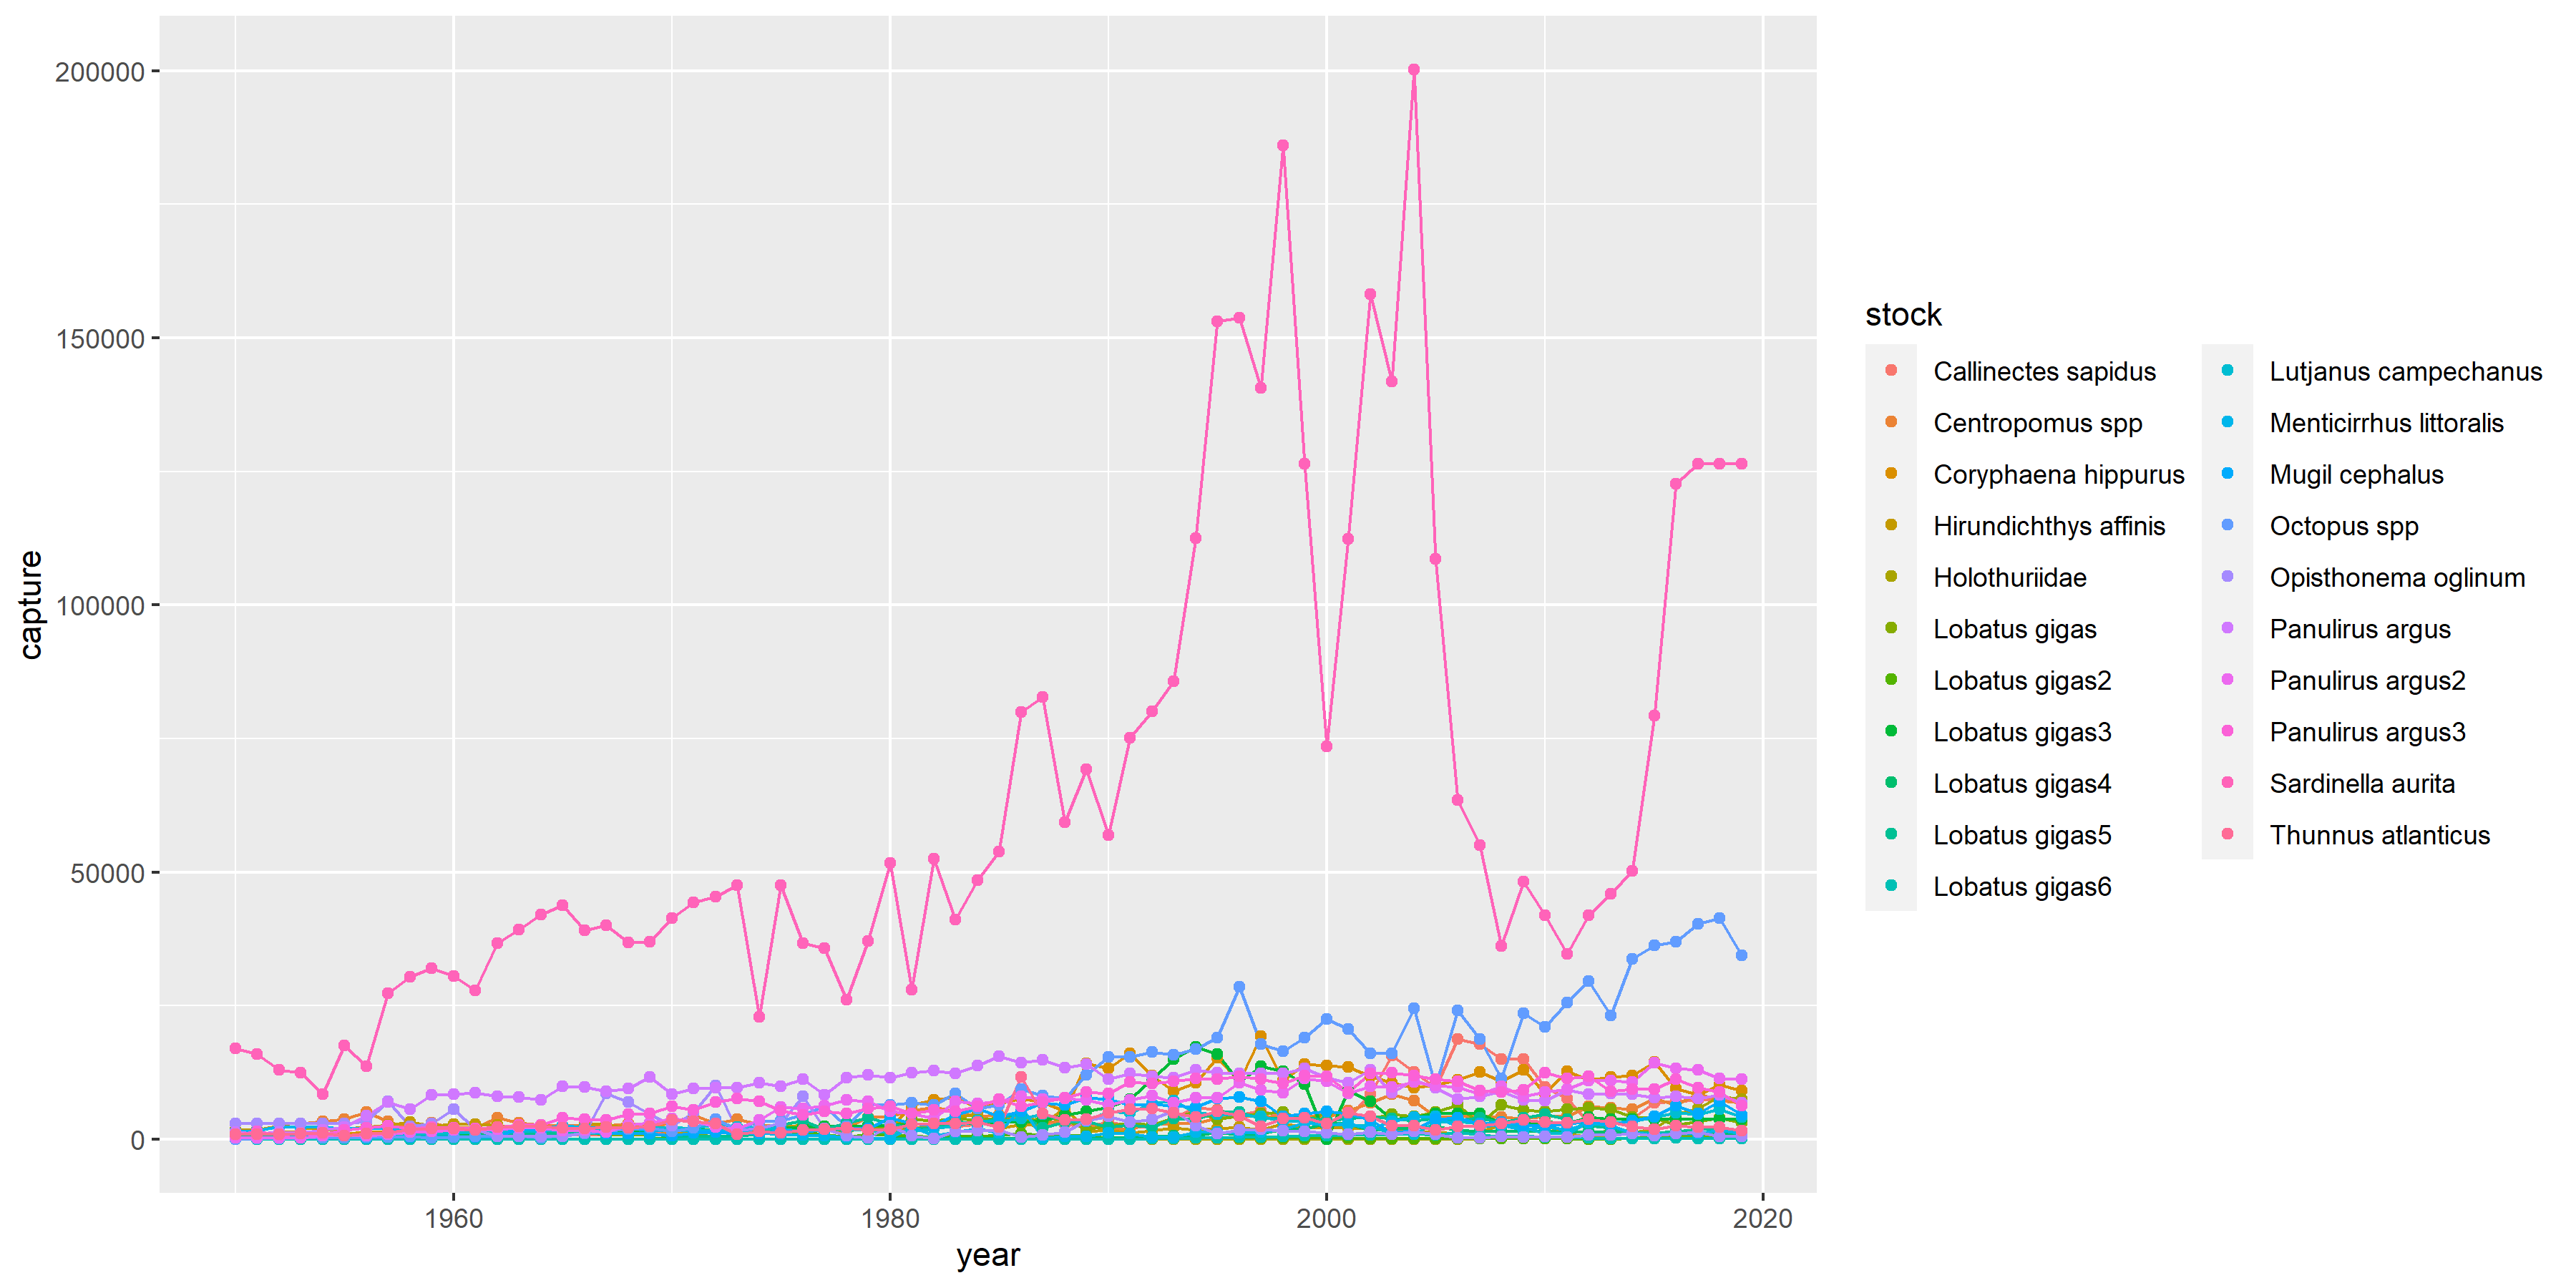 200000
150000
100000
50000
0
capture
1960
1980
2000
2020
year
stock
Callinectes sapidus
Centropomus spp
Coryphaena hippurus
Hirundichthys affinis
Holothuriidae
Lobatus gigas
Lobatus gigas2
Lobatus gigas3
Lobatus gigas4
Lobatus gigas5
Lobatus gigas6
Lutjanus campechanus
Menticirrhus littoralis
Mugil cephalus
Octopus spp
Opisthonema oglinum
Panulirus argus
Panulirus argus2
Panulirus argus3
Sardinella aurita
Thunnus atlanticus